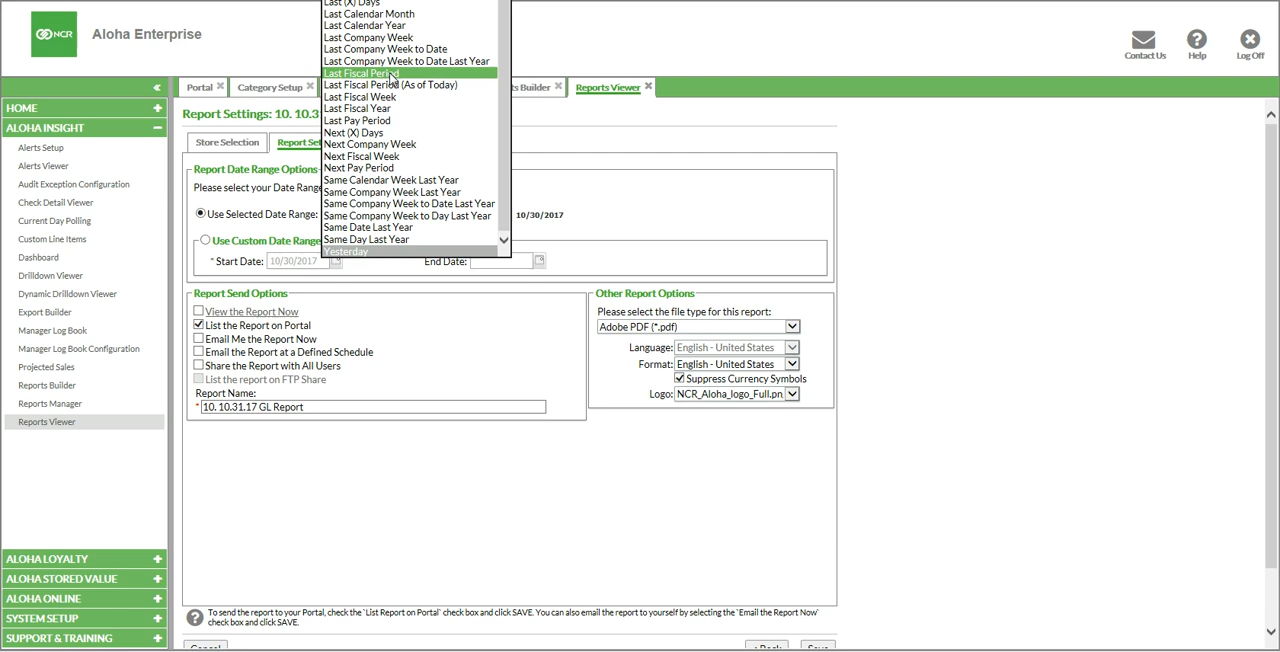 NCR
Aloha Enterprise
Contact Us
Help
Log Off
«
HOME +
ALOHA INSIGHT −
Alerts Setup
Alerts Viewer
Audit Exception Configuration
Check Detail Viewer
Current Day Polling
Custom Line Items
Dashboard
Drilldown Viewer
Dynamic Drilldown Viewer
Export Builder
Manager Log Book
Manager Log Book Configuration
Projected Sales
Reports Builder
Reports Manager
Reports Viewer
ALOHA LOYALTY +
ALOHA STORED VALUE +
ALOHA ONLINE +
SYSTEM SETUP +
SUPPORT & TRAINING +
Portal
Category Setup
ts Builder
Reports Viewer
Report Settings: 10. 10.3
Store Selection
Report Set
Report Date Range Options
Please select your Date Range
Use Selected Date Range:
10/30/2017
Use Custom Date Range
* Start Date: 10/30/2017
End Date:
Last (X) Days
Last Calendar Month
Last Calendar Year
Last Company Week
Last Company Week to Date
Last Company Week to Date Last Year
Last Fiscal Period
Last Fiscal Period (As of Today)
Last Fiscal Week
Last Fiscal Year
Last Pay Period
Next (X) Days
Next Company Week
Next Fiscal Week
Next Pay Period
Same Calendar Week Last Year
Same Company Week Last Year
Same Company Week to Date Last Year
Same Company Week to Day Last Year
Same Date Last Year
Same Day Last Year
Yesterday
Report Send Options
View the Report Now
List the Report on Portal
Email Me the Report Now
Email the Report at a Defined Schedule
Share the Report with All Users
List the report on FTP Share
Report Name:
* 10. 10.31.17 GL Report
Other Report Options
Please select the file type for this report:
Adobe PDF (*.pdf)
Language: English - United States
Format: English - United States
Suppress Currency Symbols
Logo: NCR_Aloha_logo_Full.pn
To send the report to your Portal, check the `List Report on Portal` check box and click SAVE. You can also email the report to yourself by selecting the `Email the Report Now`
check box and click SAVE.
Cancel
< Back
Save